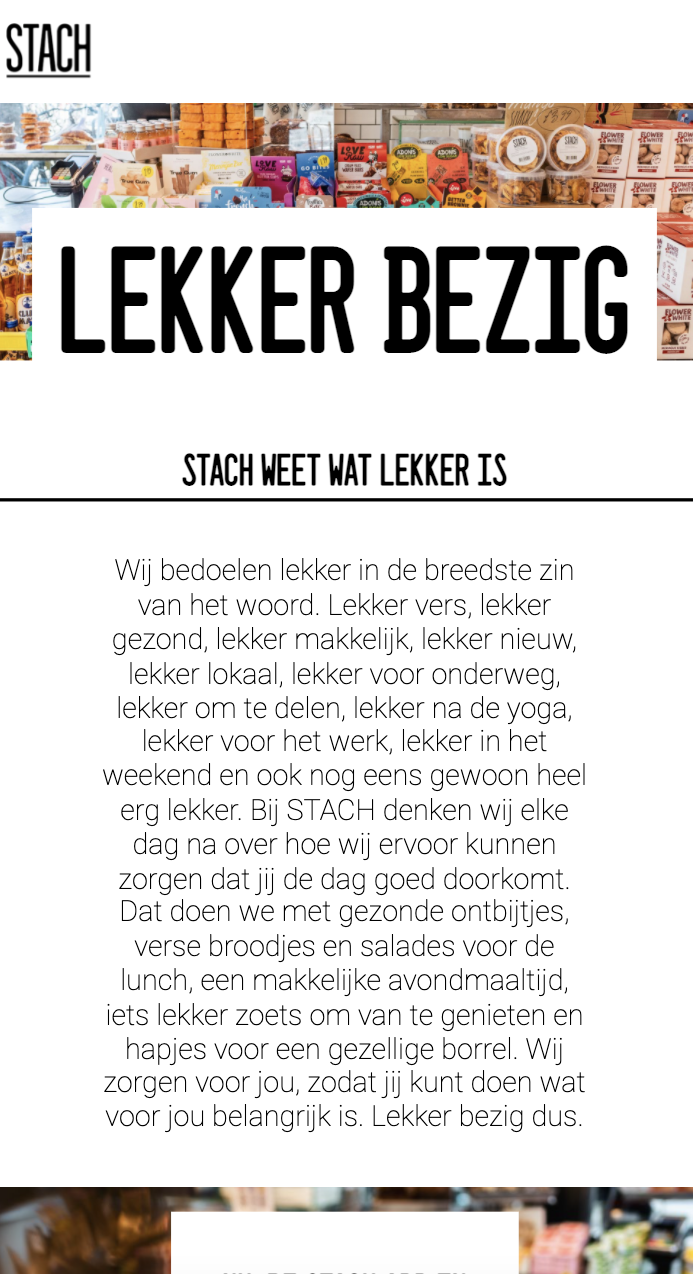 STACH
LEKKER BEZIG
STACH WEET WAT LEKKER IS
Wij bedoelen lekker in de breedste zin
van het woord. Lekker vers, lekker
gezond, lekker makkelijk, lekker nieuw,
lekker lokaal, lekker voor onderweg,
lekker om te delen, lekker na de yoga,
lekker voor het werk, lekker in het
weekend en ook nog eens gewoon heel
erg lekker. Bij STACH denken wij elke
dag na over hoe wij ervoor kunnen
zorgen dat jij de dag goed doorkomt.
Dat doen we met gezonde ontbijtjes,
verse broodjes en salades voor de
lunch, een makkelijke avondmaaltijd,
iets lekker zoets om van te genieten en
hapjes voor een gezellige borrel. Wij
zorgen voor jou, zodat jij kunt doen wat
voor jou belangrijk is. Lekker bezig dus.